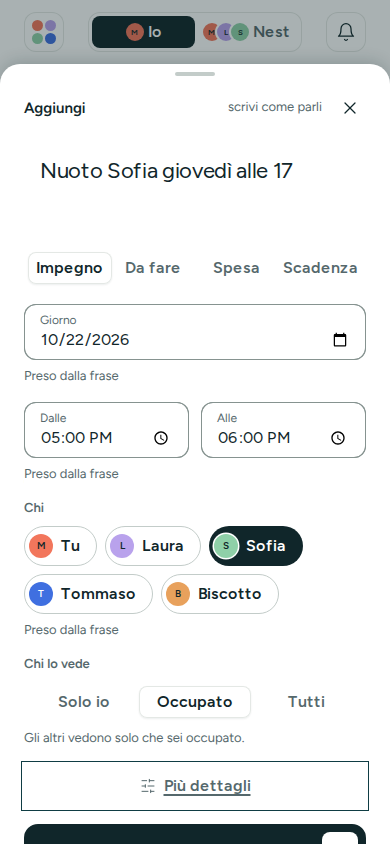 M Io M L S Nest
Aggiungi scrivi come parli
Nuoto Sofia giovedì alle 17
Impegno Da fare Spesa Scadenza
Giorno
10/22/2026
Preso dalla frase
Dalle Alle
05:00 PM 06:00 PM
Preso dalla frase
Chi
M Tu L Laura S Sofia
T Tommaso B Biscotto
Preso dalla frase
Chi lo vede
Solo io Occupato Tutti
Gli altri vedono solo che sei occupato.
Più dettagli